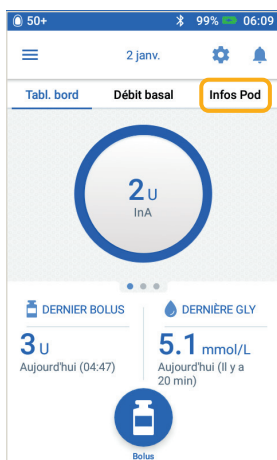 50+ 99% 06:09
2 janv.
Tabl. bord Débit basal Infos Pod
2 U
InA
DERNIER BOLUS
3 U
Aujourd'hui (04:47)
DERNIÈRE GLY
5.1 mmol/L
Aujourd'hui (Il y a
20 min)
Bolus